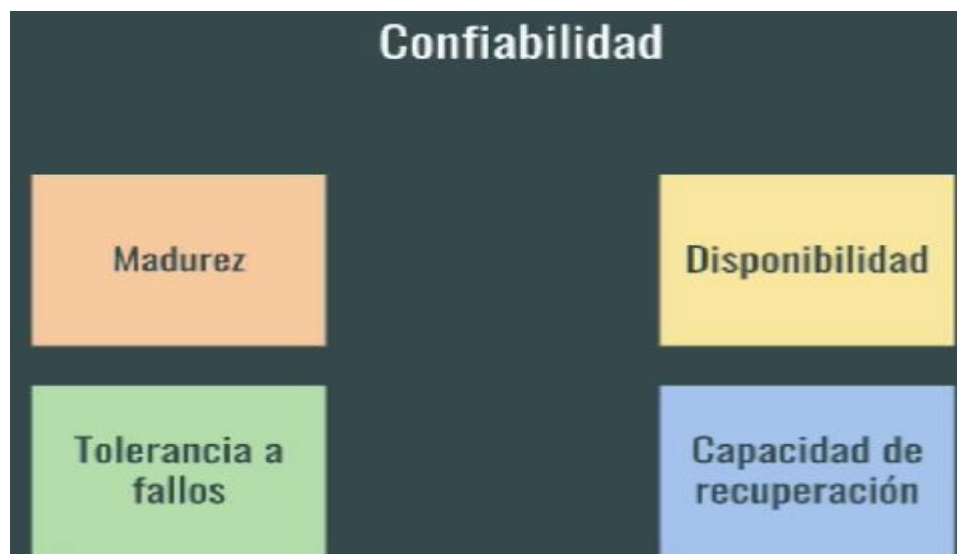 Confiabilidad
Madurez
Disponibilidad
Tolerancia a
fallos
Capacidad de
recuperación